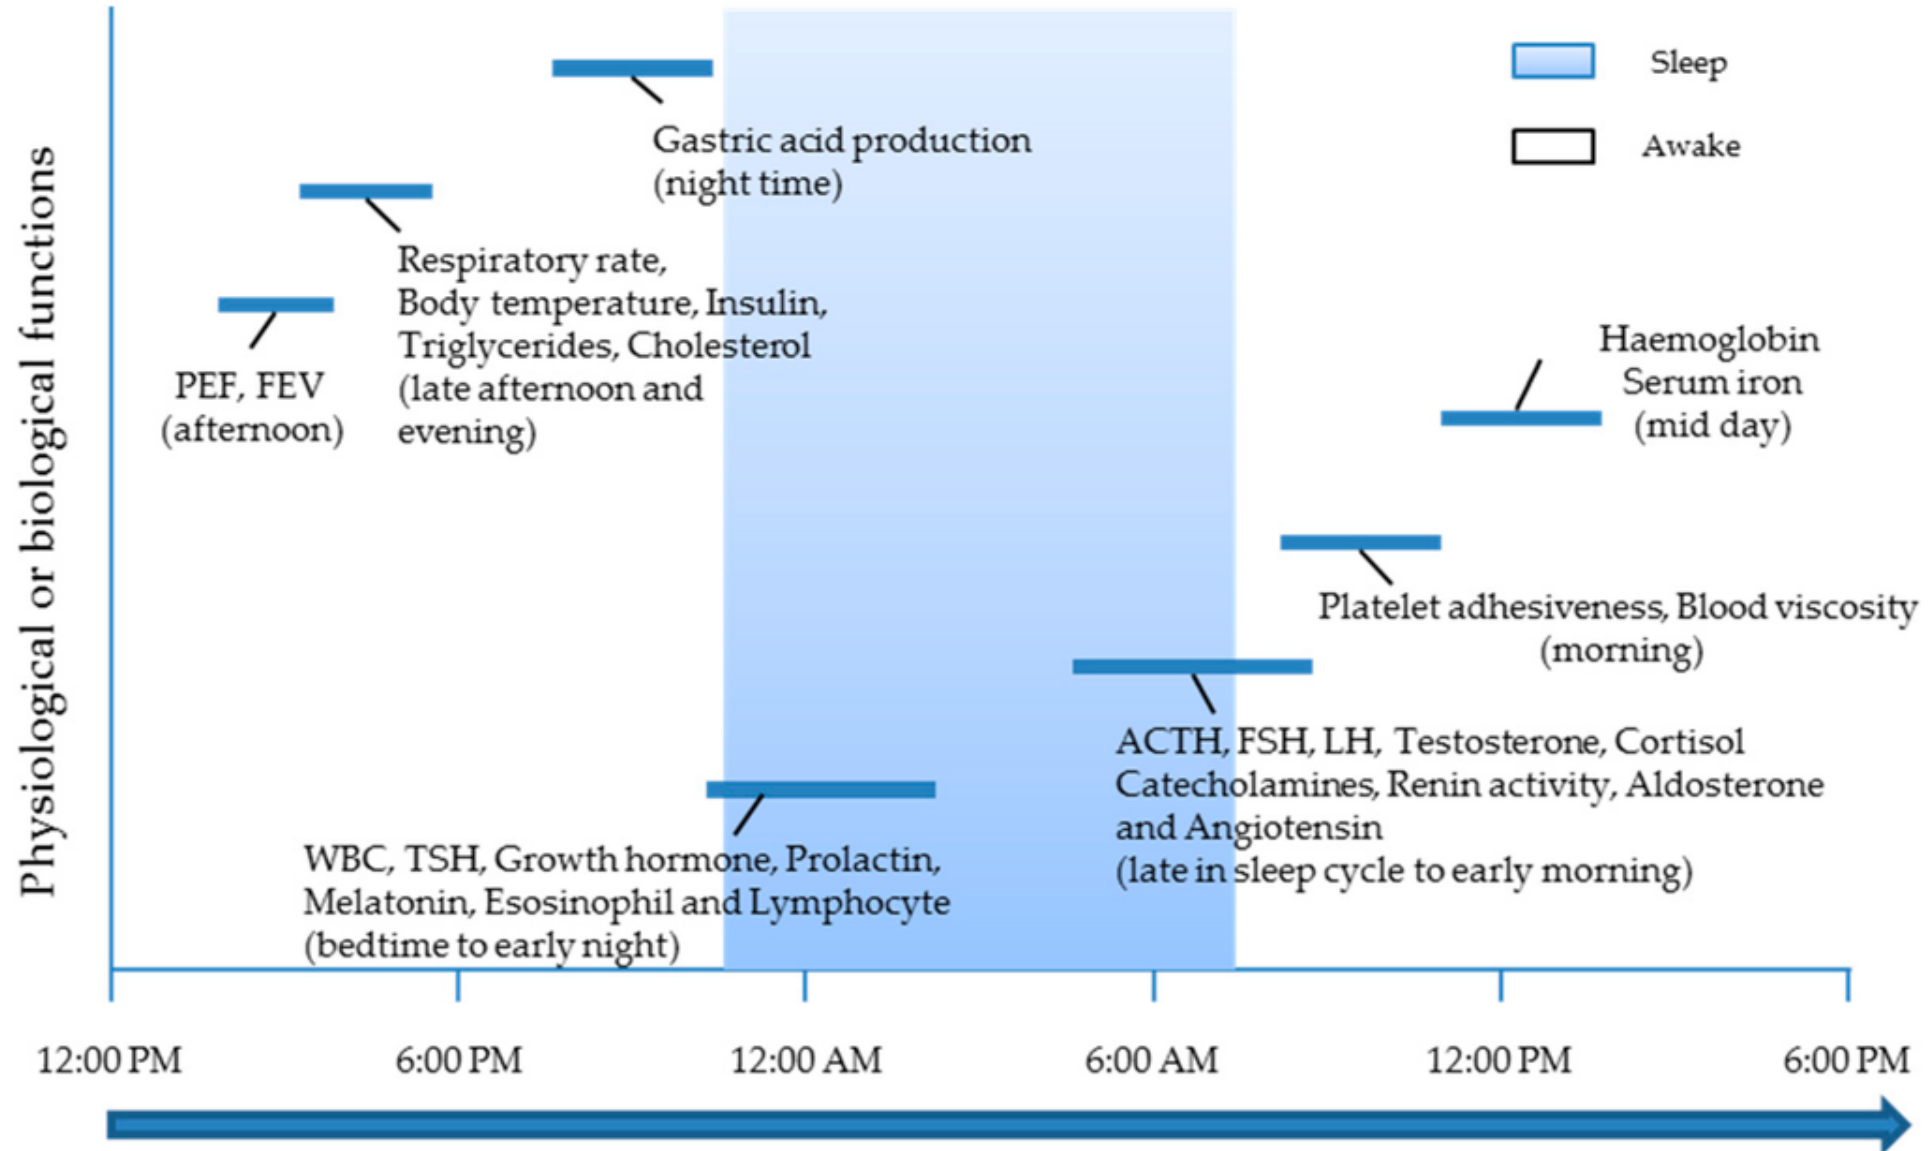 Physiological or biological functions
Sleep
Awake
Gastric acid production
(night time)
Respiratory rate,
Body temperature, Insulin,
Triglycerides, Cholesterol
(late afternoon and
evening)
PEF, FEV
(afternoon)
Haemoglobin
Serum iron
(mid day)
Platelet adhesiveness, Blood viscosity
(morning)
ACTH, FSH, LH, Testosterone, Cortisol
Catecholamines, Renin activity, Aldosterone
and Angiotensin
(late in sleep cycle to early morning)
WBC, TSH, Growth hormone, Prolactin,
Melatonin, Esosinophil and Lymphocyte
(bedtime to early night)
12:00 PM
6:00 PM
12:00 AM
6:00 AM
12:00 PM
6:00 PM